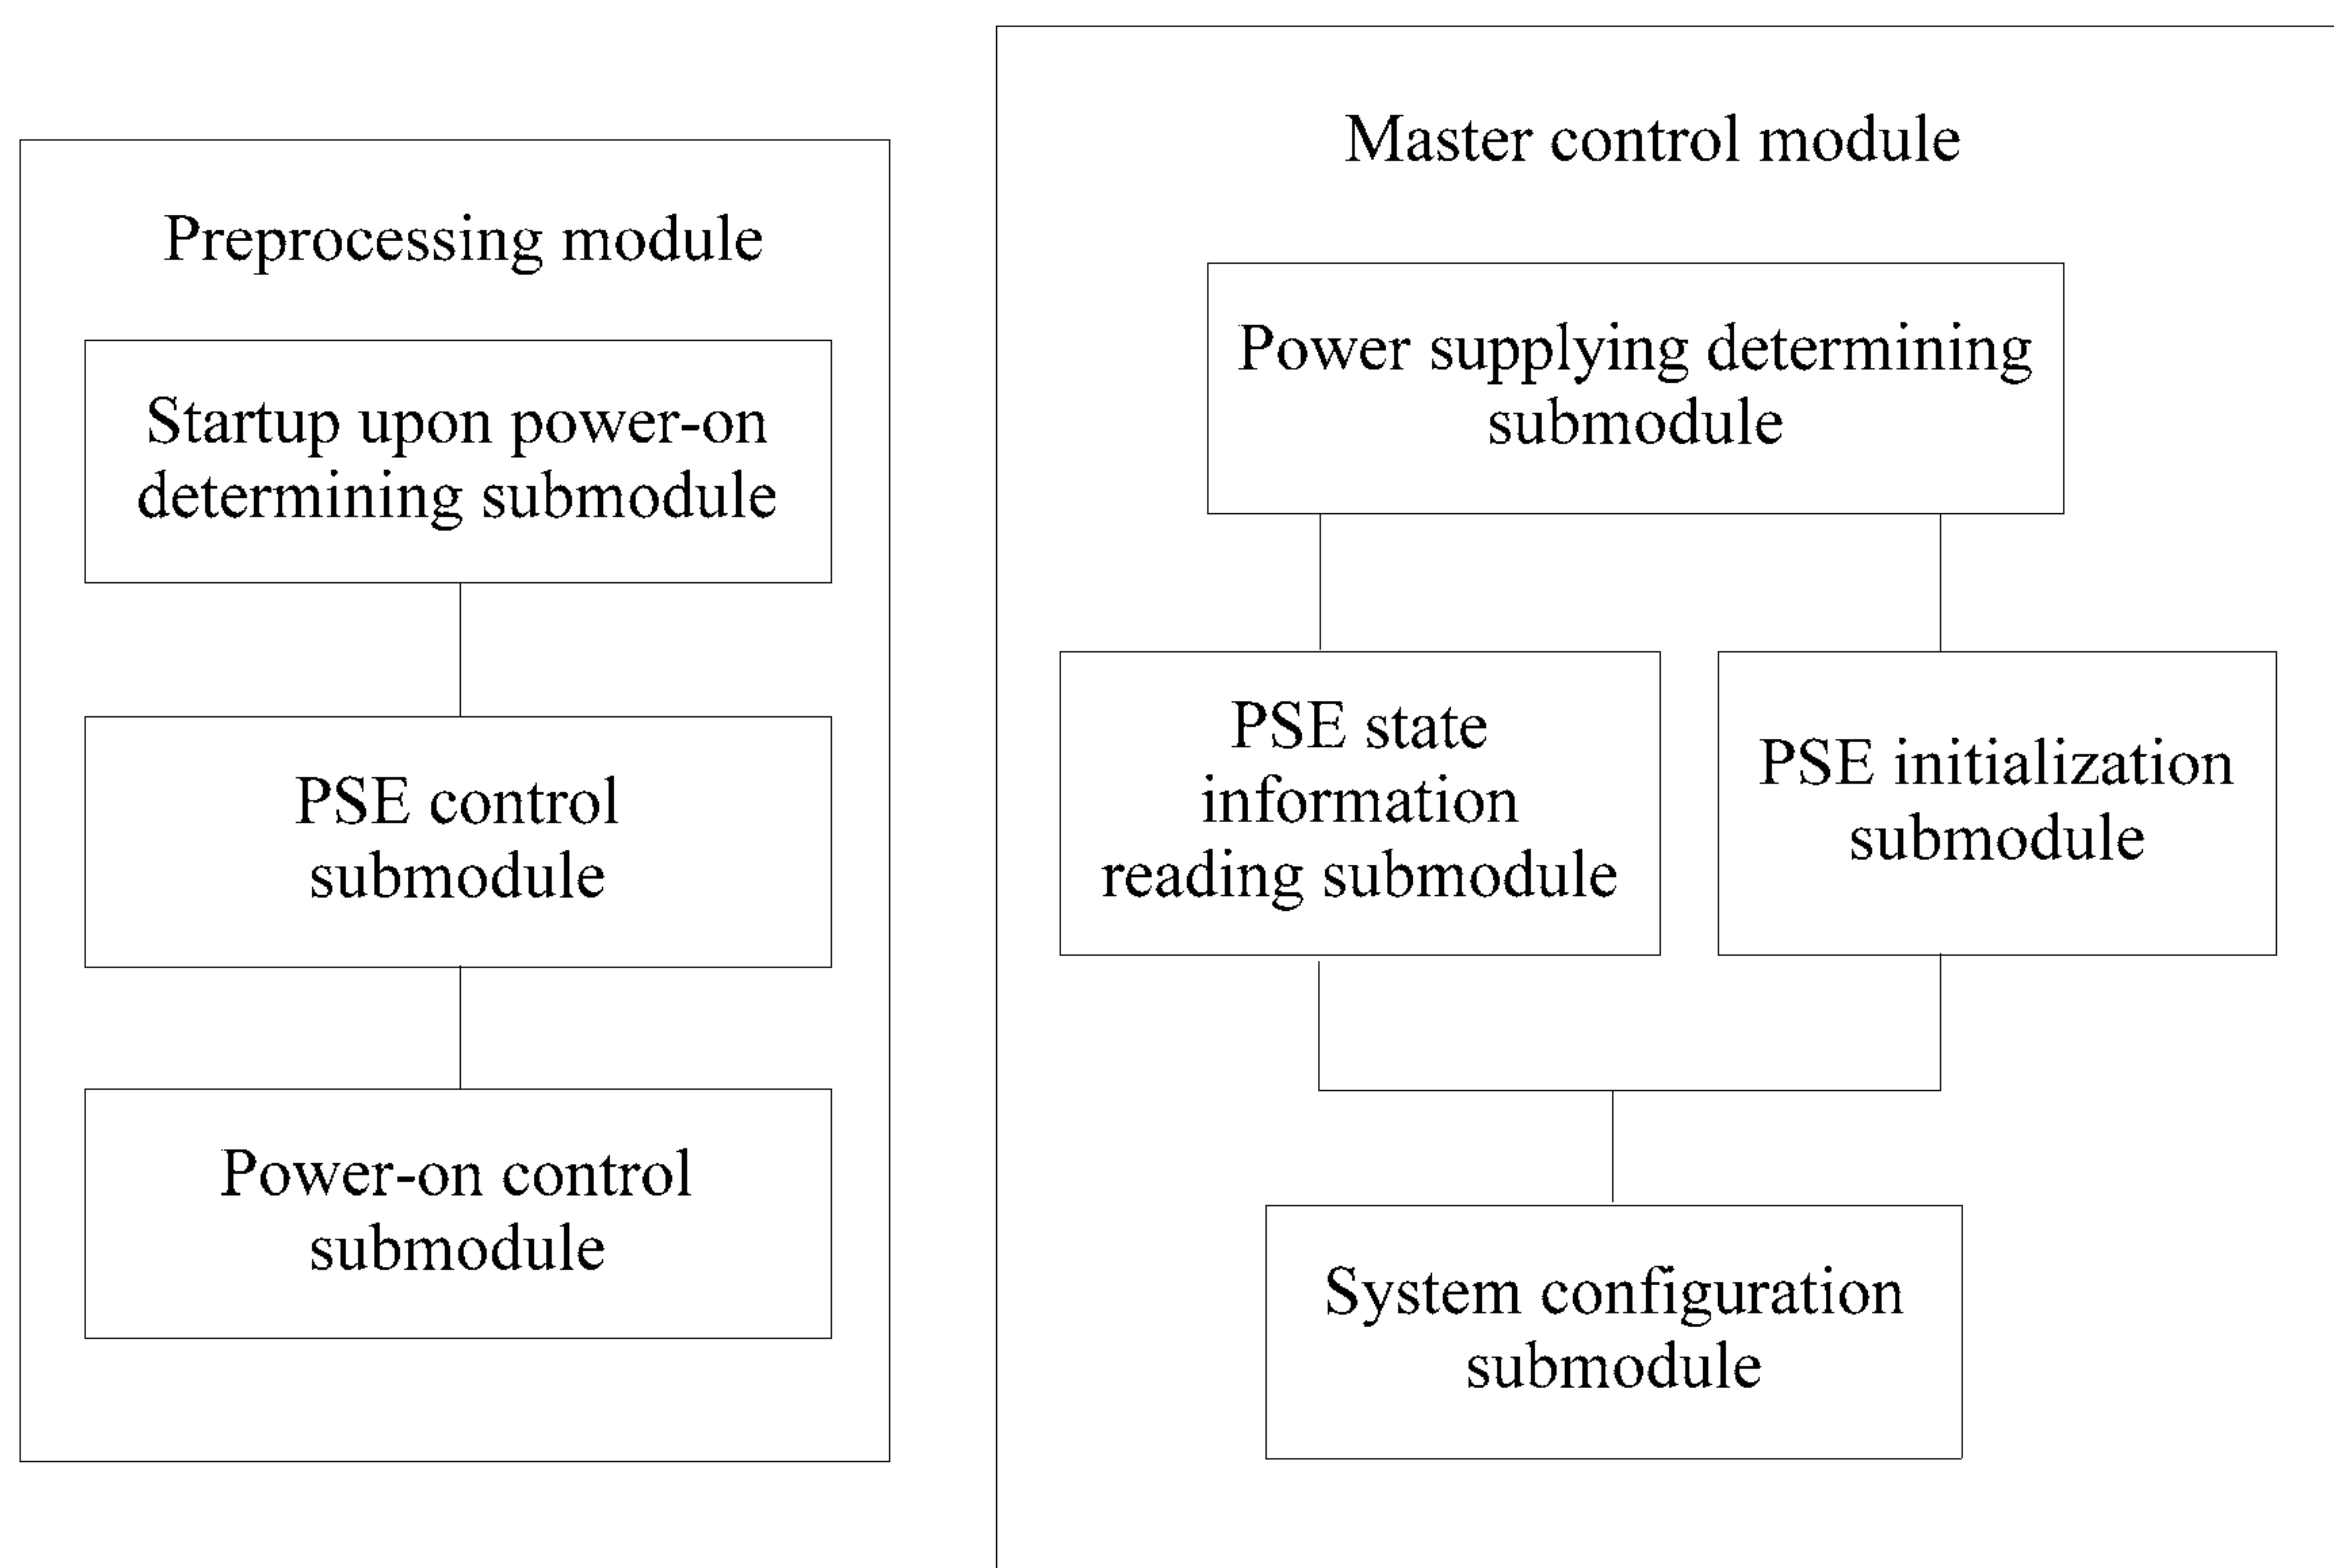 Preprocessing module
Startup upon power-on
determining submodule
PSE control
submodule
Power-on control
submodule
Master control module
Power supplying determining
submodule
PSE state
information
reading submodule
PSE initialization
submodule
System configuration
submodule